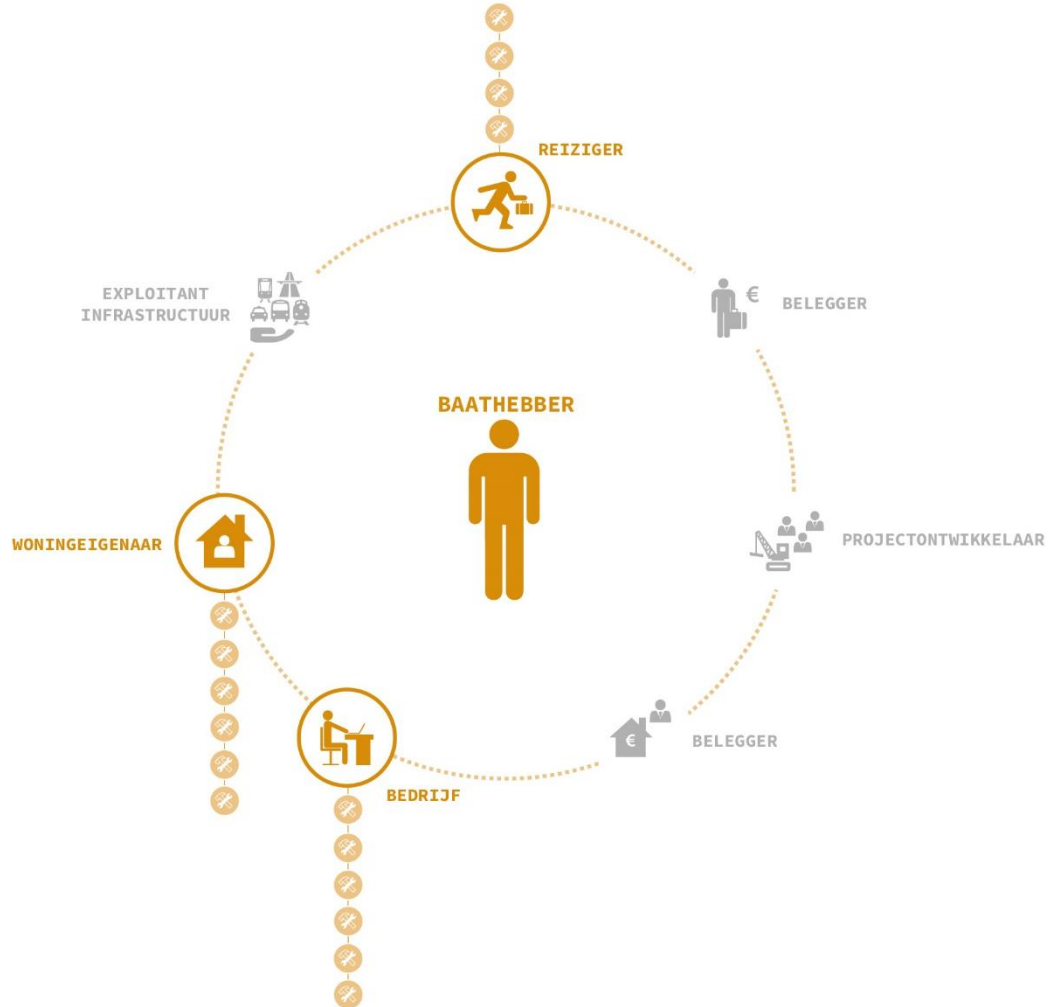 REIZIGER
EXPLOITANT
INFRASTRUCTUUR
€
BELEGGER
BAATHEBBER
WONINGEIGENAAR
PROJECTONTWIKKELAAR
€
BELEGGER
BEDRIJF